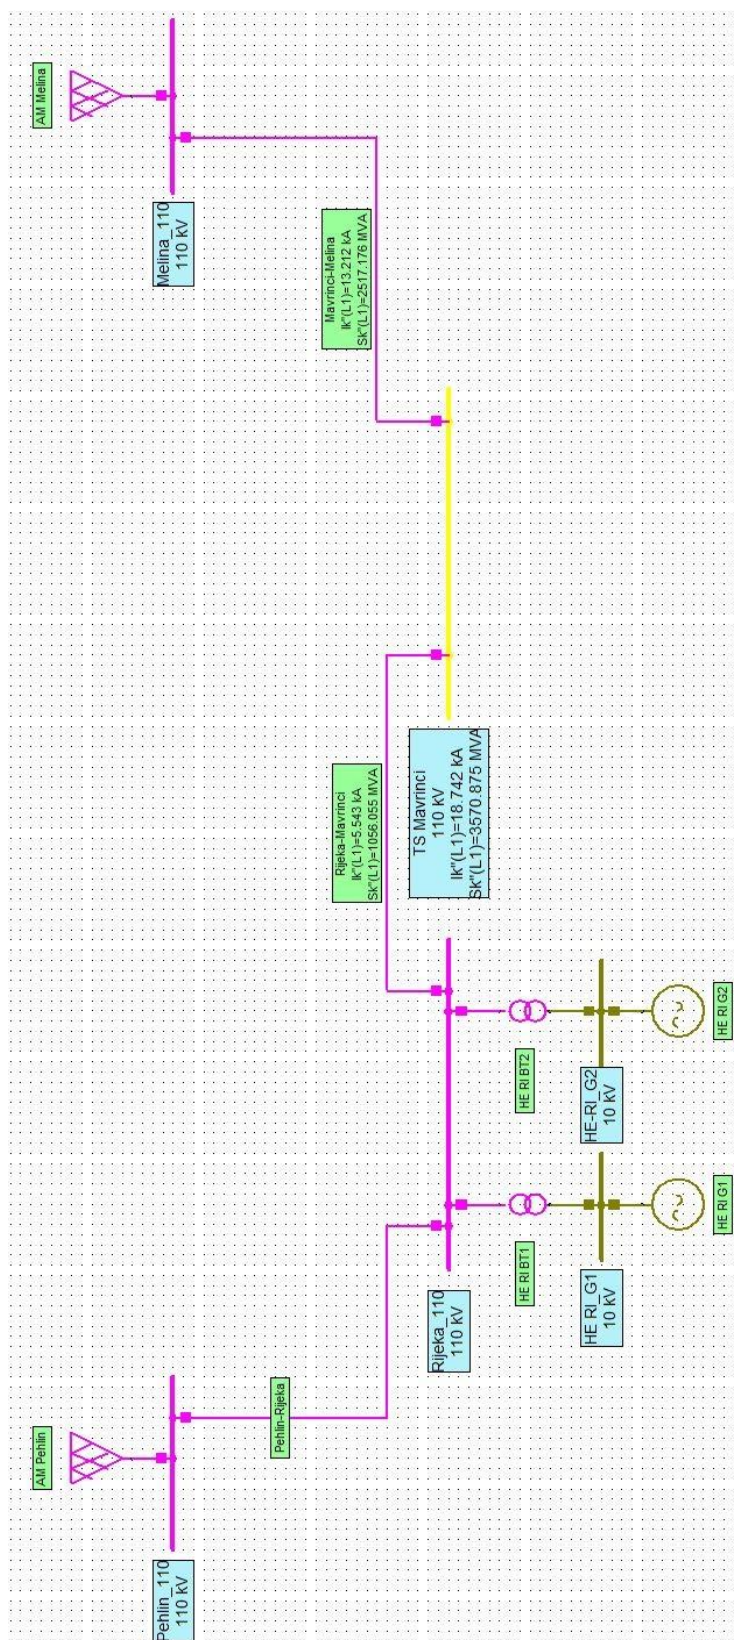 AM Melina
Melina_110
110 kV
Mavrinci-Melina
Ik"(L1)=13.212 kA
Sk"(L1)=2517.176 MVA
Rijeka-Mavrinci
Ik"(L1)=5.543 kA
Sk"(L1)=1056.055 MVA
TS Mavrinci
110 kV
Ik"(L1)=18.742 kA
Sk"(L1)=3570.875 MVA
HE RI G2
HE RI BT2
HE-RI_G2
10 kV
HE RI G1
HE RI BT1
HE RI_G1
10 kV
Rijeka_110
110 kV
Pehlin-Rijeka
AM Pehlin
Pehlin_110
110 kV